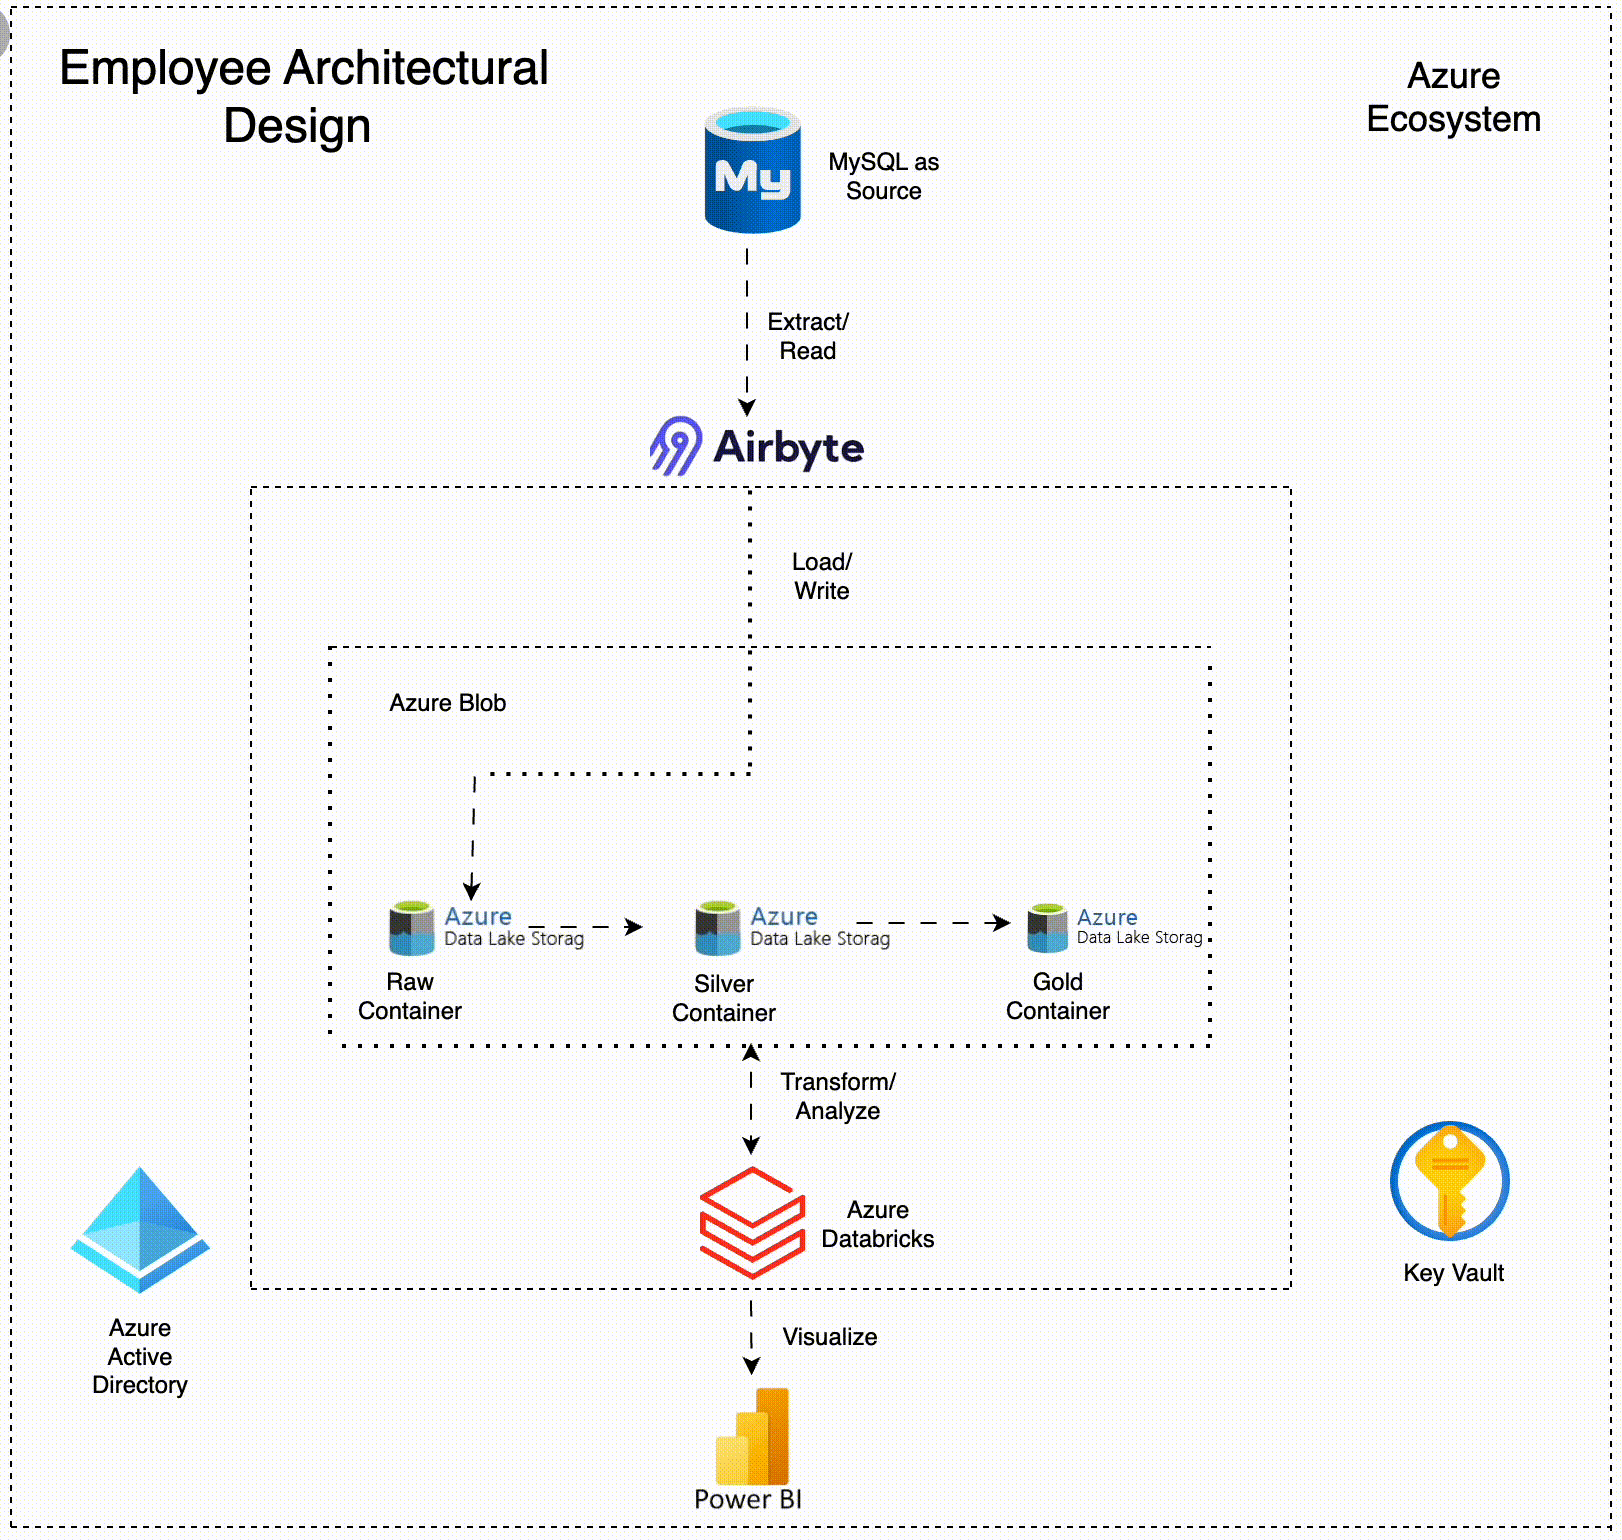 Employee Architectural
Design
Azure
Ecosystem
My
MySQL as
Source
Extract/
Read
Airbyte
Load/
Write
Azure Blob
Azure
Data Lake Storag
Raw
Container
Azure
Data Lake Storag
Silver
Container
Azure
Data Lake Storag
Gold
Container
Transform/
Analyze
Azure
Databricks
Key Vault
Azure
Active
Directory
Visualize
Power BI